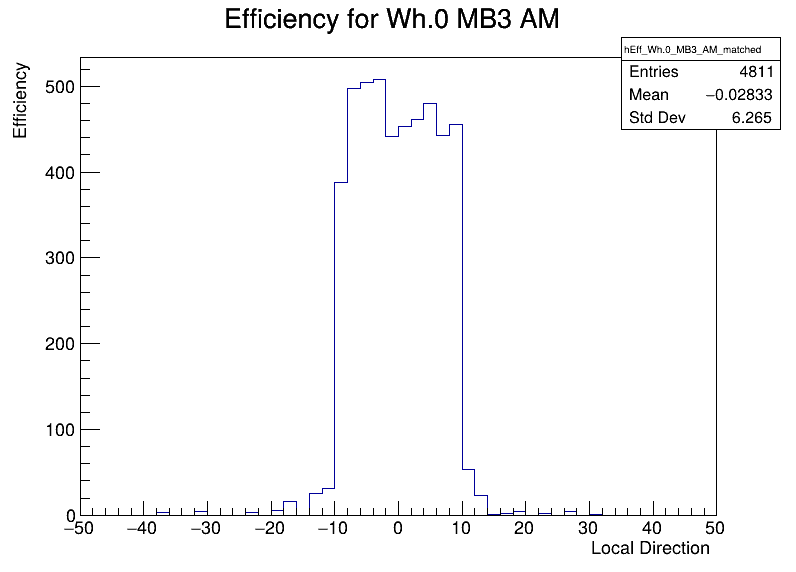 Efficiency for Wh.0 MB3 AM
hEff_Wh.0_MB3_AM_matched
Entries 4811
Mean −0.02833
Std Dev 6.265
Efficiency
500
400
300
200
100
0
−50 −40 −30 −20 −10 0 10 20 30 40 50
Local Direction